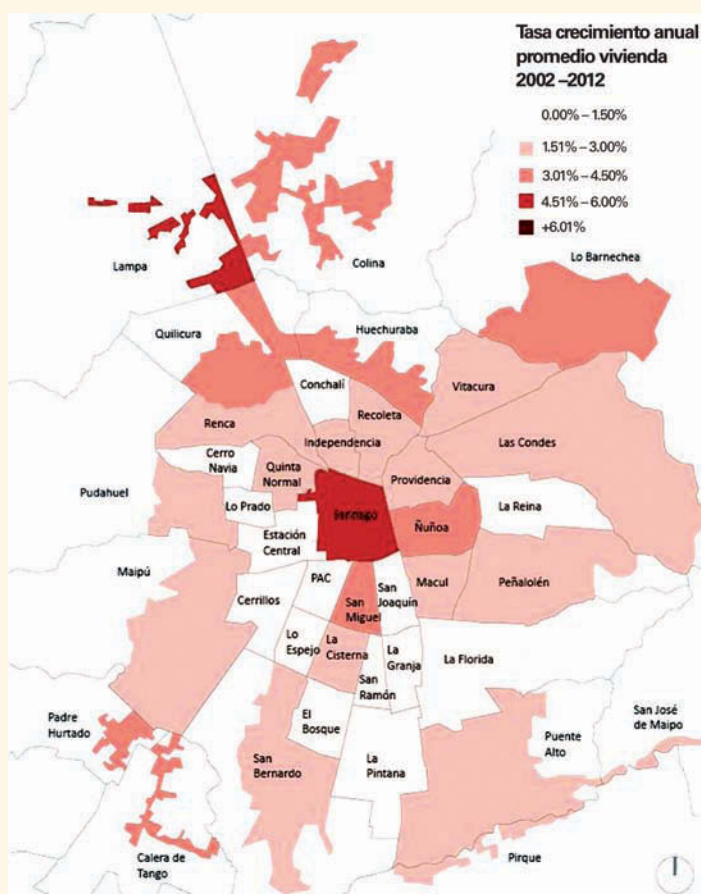 Tasa crecimiento anual
promedio vivienda
2002 –2012
0.00% – 1.50%
1.51% – 3.00%
3.01% – 4.50%
4.51% – 6.00%
+6.01%
Lo Barnechea
Lampa
Colina
Quilicura
Huechuraba
Conchalí
Vitacura
Recoleta
Renca
Independencia
Las Condes
Cerro
Navia
Quinta
Normal
Providencia
Pudahuel
Lo Prado
Santiago
La Reina
Ñuñoa
Estación
Central
Maipú
PAC
San
Joaquín
Macul
Peñalolén
Cerrillos
San
Miguel
Lo
Espejo
La
Cisterna
La
Granja
La Florida
San
Ramón
Padre
Hurtado
El
Bosque
San José
de Maipo
Puente
Alto
San
Bernardo
La
Pintana
Calera de
Tango
Pirque